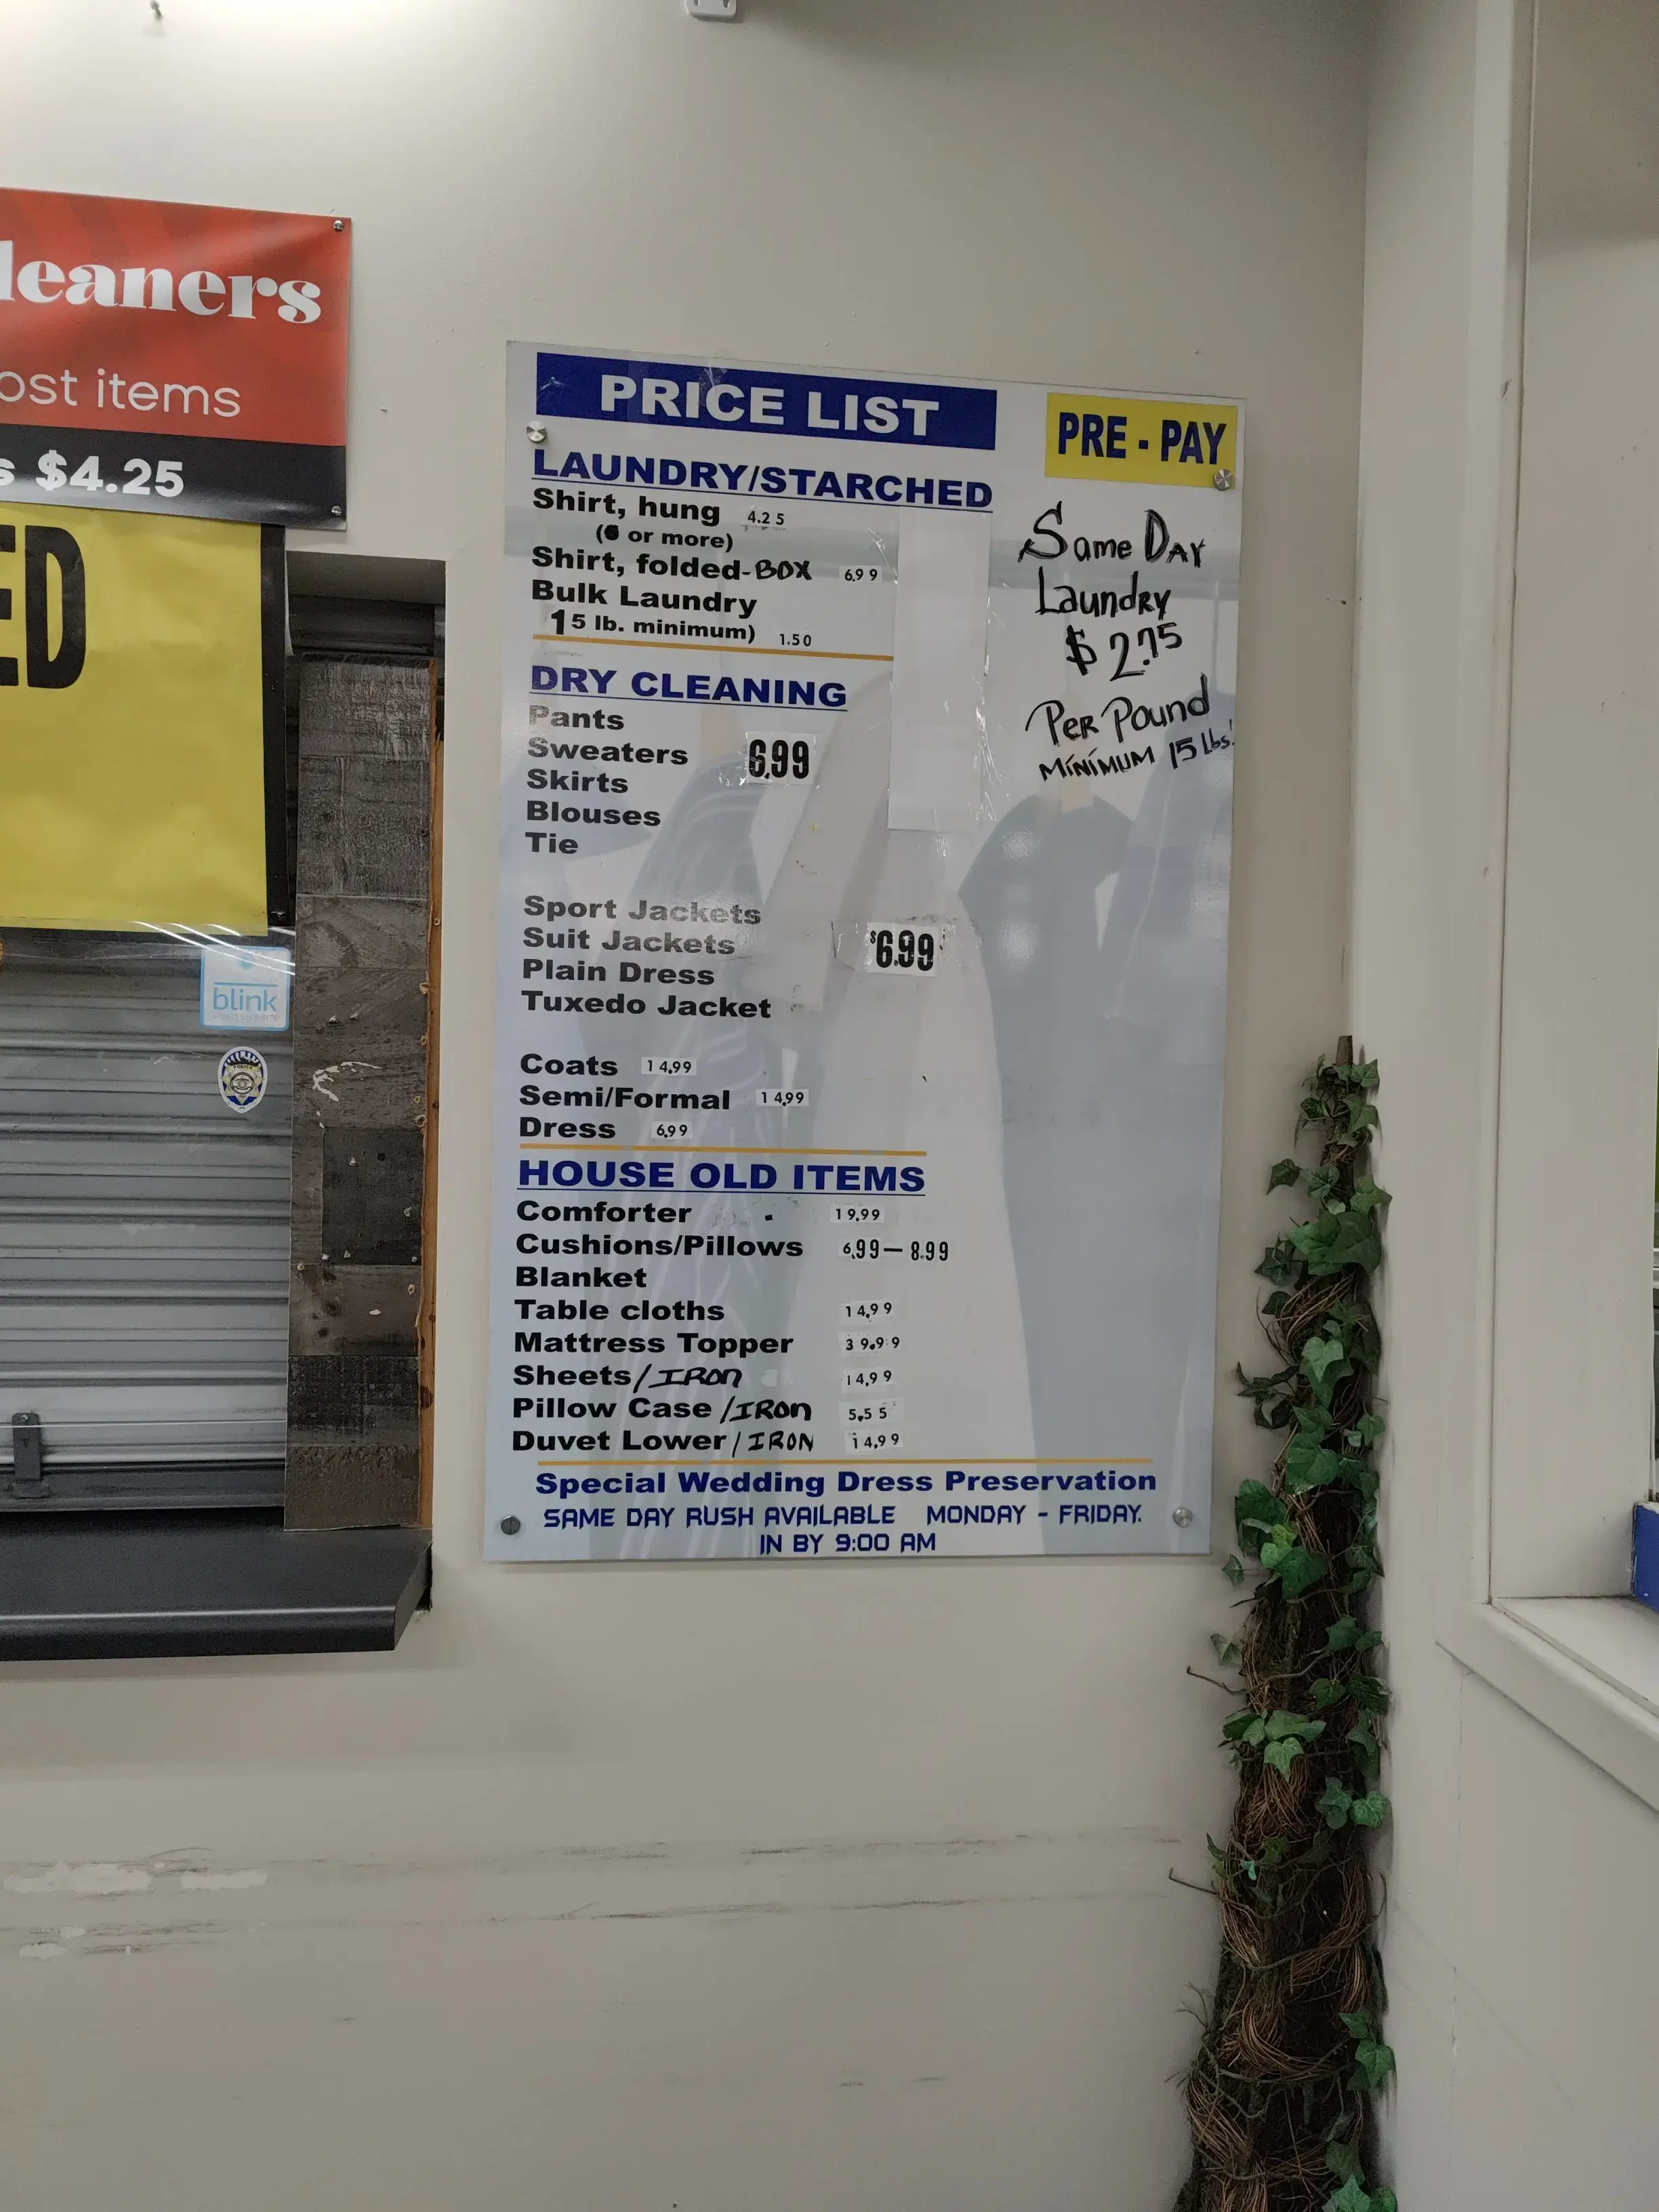 leaners
ost items
s $4.25
ED
blink
PRICE LIST
PRE - PAY
LAUNDRY/STARCHED
Shirt, hung 4.25
(6 or more)
Shirt, folded-BOX 6.99
Bulk Laundry
15 lb. minimum) 1.50
Same DAY
Laundry
$2.75
Per Pound
MINIMUM 15 Lbs!
DRY CLEANING
Pants
Sweaters 6.99
Skirts
Blouses
Tie
Sport Jackets
Suit Jackets $6.99
Plain Dress
Tuxedo Jacket
Coats 14.99
Semi/Formal 14.99
Dress 6.99
HOUSE OLD ITEMS
Comforter 19.99
Cushions/Pillows 6.99 — 8.99
Blanket
Table cloths 14.99
Mattress Topper 39.99
Sheets/IRON 14.99
Pillow Case/IRON 5.55
Duvet Lower/IRON 14.99
Special Wedding Dress Preservation
SAME DAY RUSH AVAILABLE MONDAY - FRIDAY.
IN BY 9:00 AM